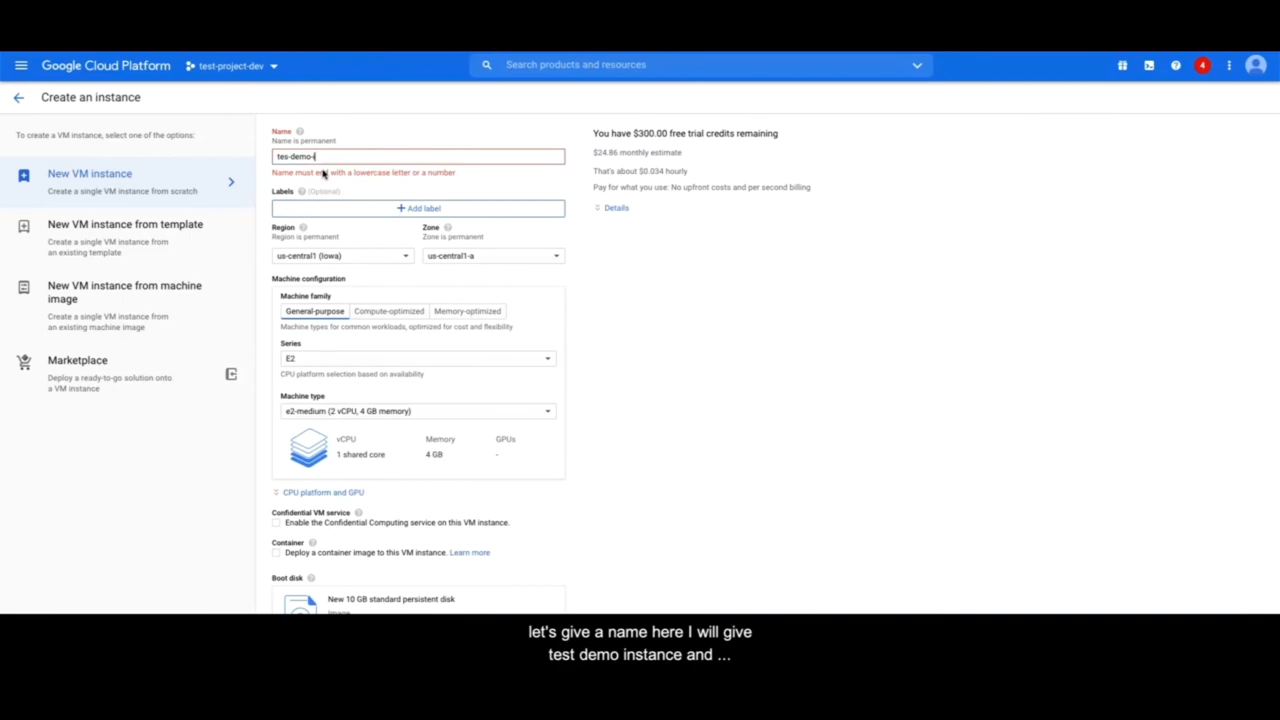 Google Cloud Platform
test-project-dev
Search products and resources
4
Create an instance
To create a VM instance, select one of the options:
New VM instance
Create a single VM instance from scratch
New VM instance from template
Create a single VM instance from
an existing template
New VM instance from machine
image
Create a single VM instance from
an existing machine image
Marketplace
Deploy a ready-to-go solution onto
a VM instance
Name
Name is permanent
tes-demo-i
Name must end with a lowercase letter or a number
Labels (Optional)
+ Add label
Region
Region is permanent
us-central1 (Iowa)
Zone
Zone is permanent
us-central1-a
Machine configuration
Machine family
General-purpose
Compute-optimized
Memory-optimized
Machine types for common workloads, optimized for cost and flexibility
Series
E2
CPU platform selection based on availability
Machine type
e2-medium (2 vCPU, 4 GB memory)
vCPU
1 shared core
Memory
4 GB
GPUs
-
CPU platform and GPU
Confidential VM service
Enable the Confidential Computing service on this VM instance.
Container
Deploy a container image to this VM instance. Learn more
Boot disk
New 10 GB standard persistent disk
You have $300.00 free trial credits remaining
$24.86 monthly estimate
That's about $0.034 hourly
Pay for what you use: No upfront costs and per second billing
Details
let's give a name here I will give
test demo instance and ...